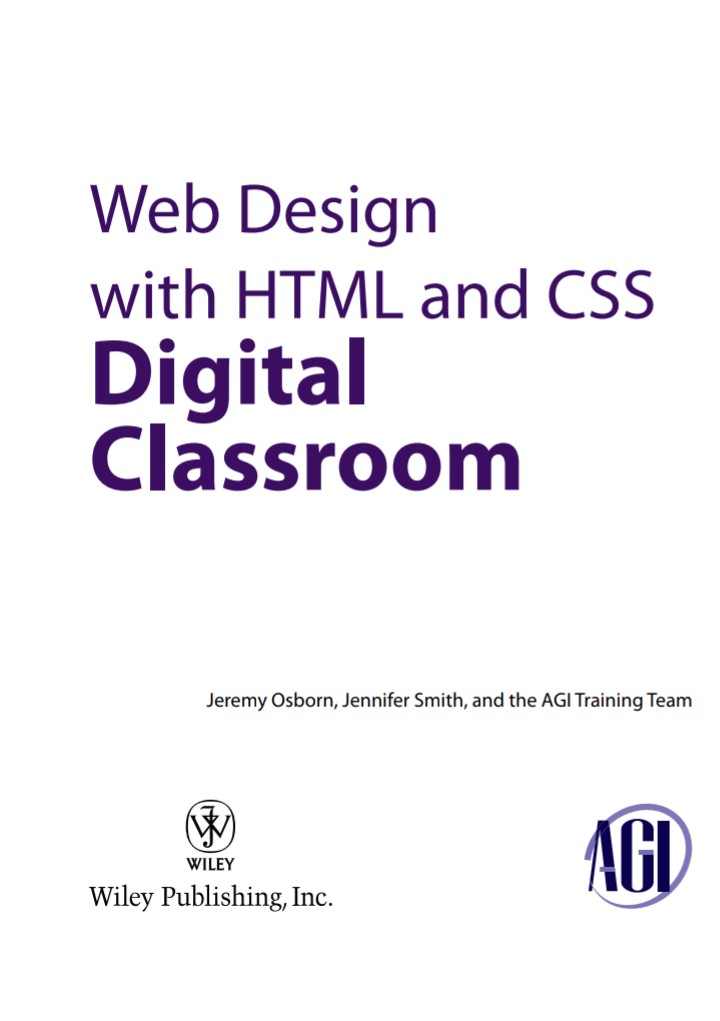 Web Design
with HTML and CSS
Digital
Classroom
Jeremy Osborn, Jennifer Smith, and the AGI Training Team
WILEY
Wiley Publishing, Inc.
AGI